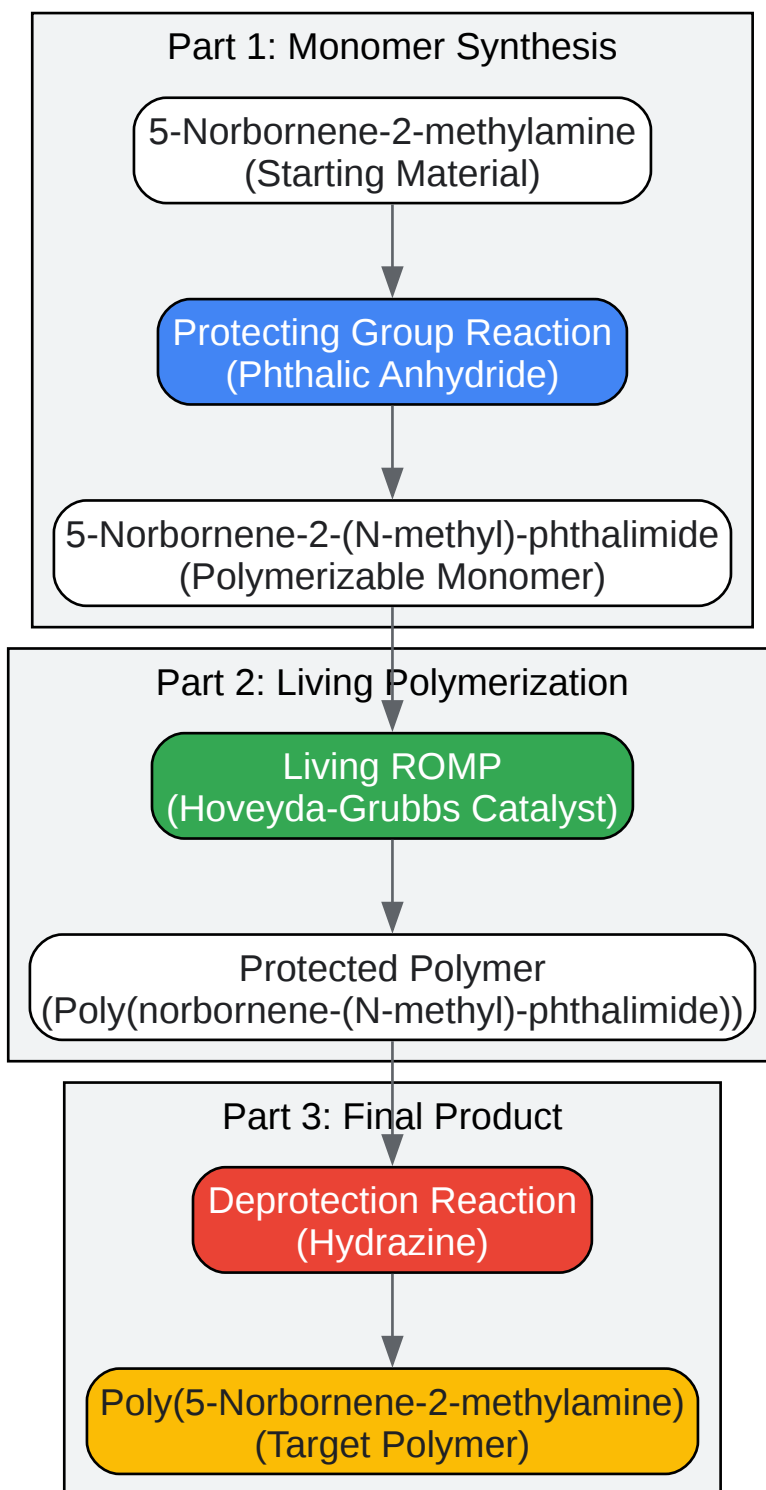 Part 1: Monomer Synthesis
5-Norbornene-2-methylamine
(Starting Material)
Protecting Group Reaction
(Phthalic Anhydride)
5-Norbornene-2-(N-methyl)-phthalimide
(Polymerizable Monomer)
Part 2: Living Polymerization
Living ROMP
(Hoveyda-Grubbs Catalyst)
Protected Polymer
(Poly(norbornene-(N-methyl)-phthalimide))
Part 3: Final Product
Deprotection Reaction
(Hydrazine)
Poly(5-Norbornene-2-methylamine)
(Target Polymer)